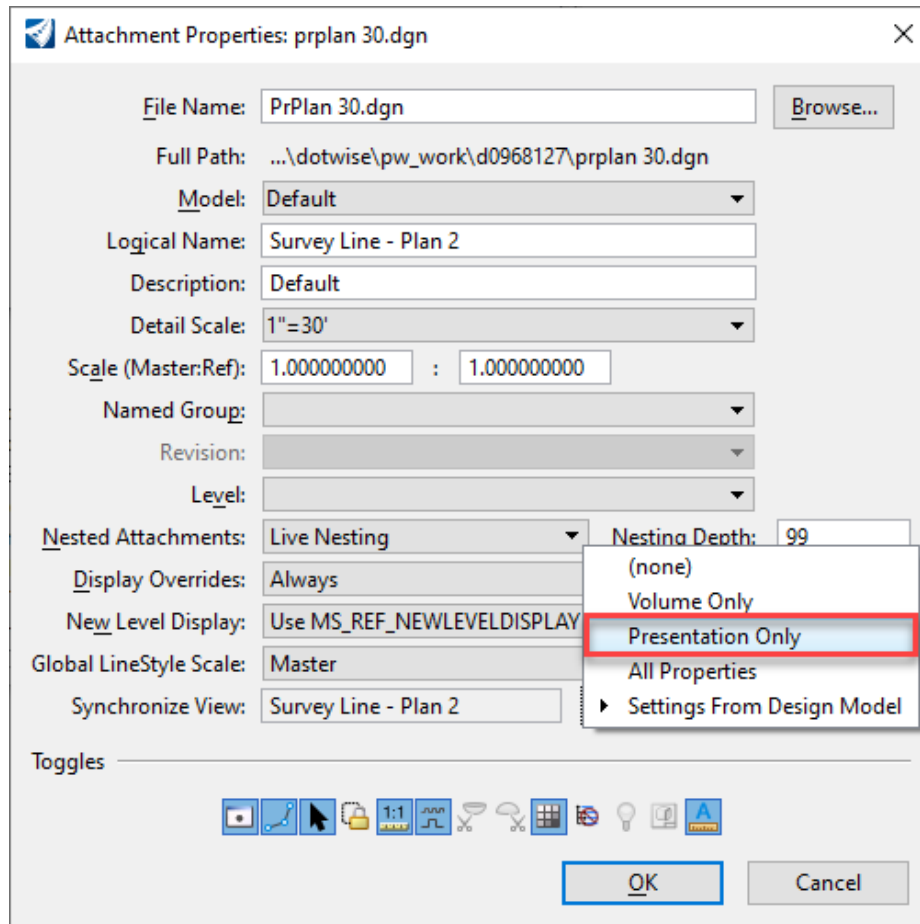 Attachment Properties: prplan 30.dgn
File Name: PrPlan 30.dgn Browse...
Full Path: ...\dotwise\pw_work\d0968127\prplan 30.dgn
Model: Default
Logical Name: Survey Line - Plan 2
Description: Default
Detail Scale: 1"=30'
Scale (Master:Ref): 1.000000000 : 1.000000000
Named Group:
Revision:
Level:
Nested Attachments: Live Nesting Nesting Depth: 99
(none)
Display Overrides: Always
Volume Only
New Level Display: Use MS_REF_NEWLEVELDISPLAY
Presentation Only
Global LineStyle Scale: Master
All Properties
Synchronize View: Survey Line - Plan 2
Settings From Design Model
Toggles
1:1 A
OK Cancel